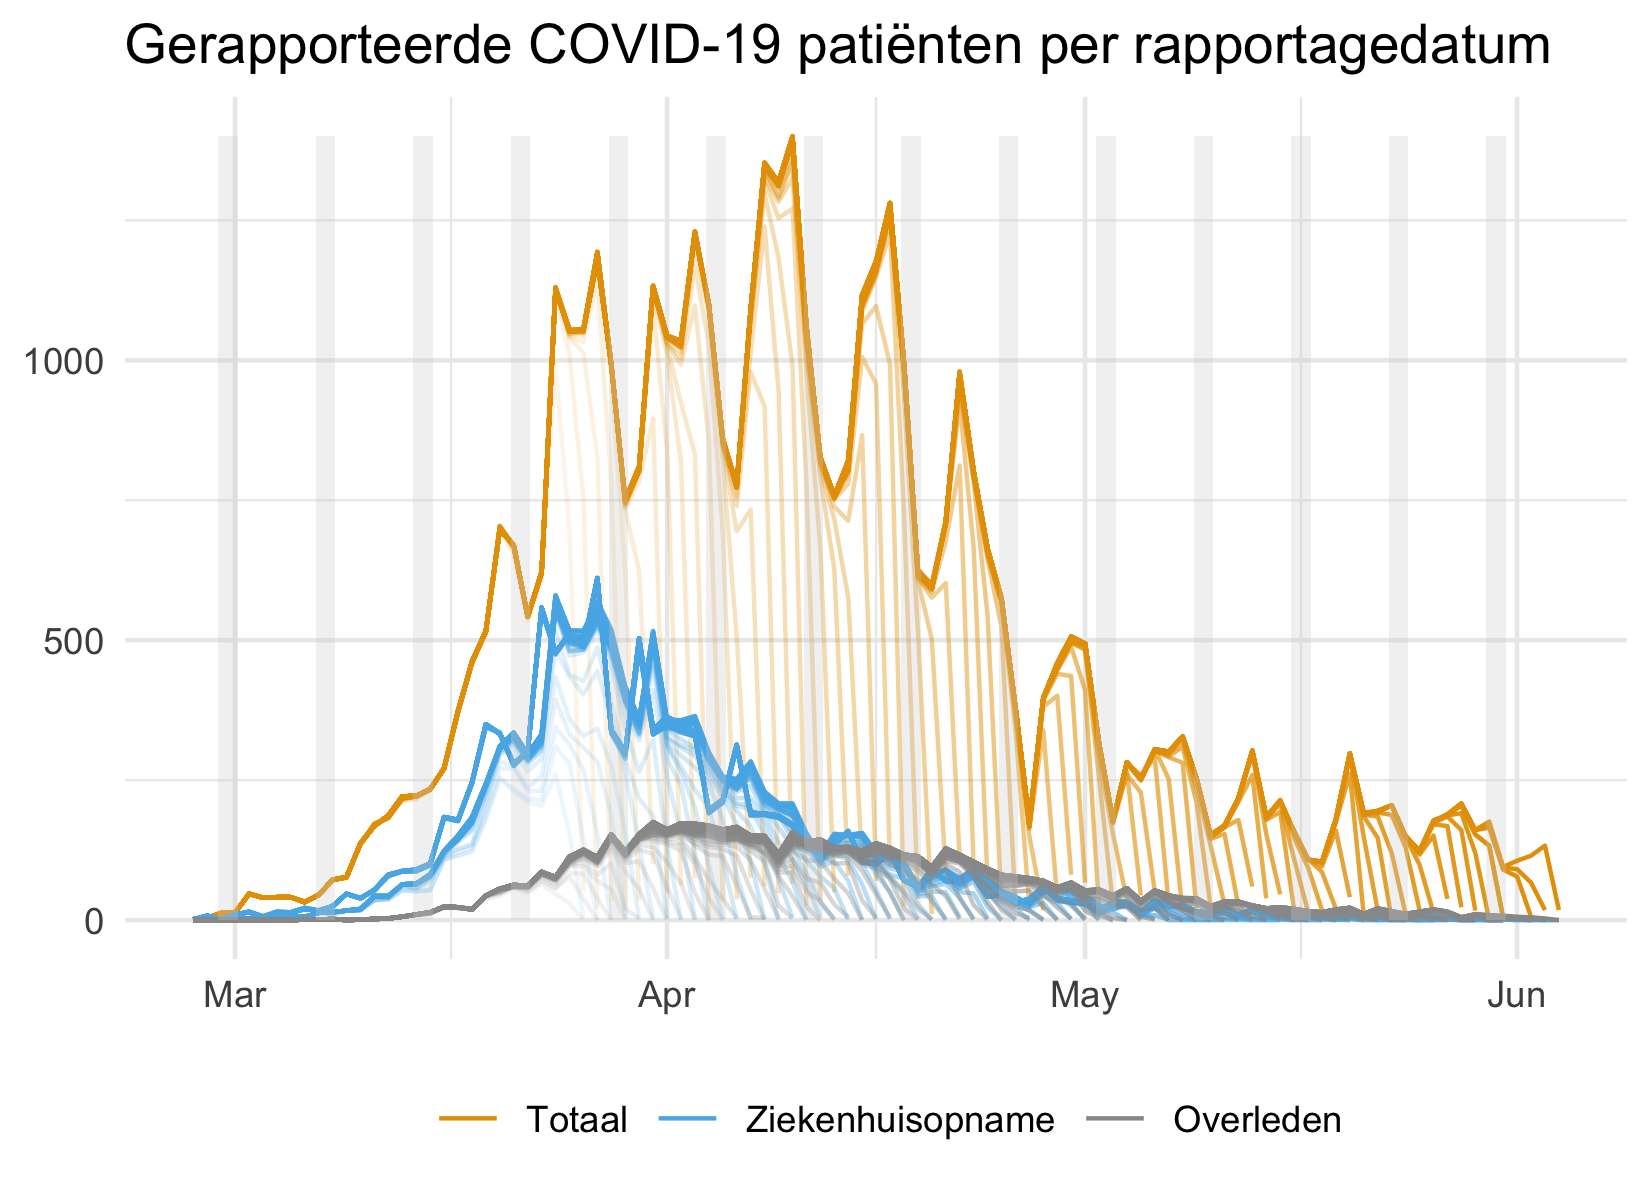 Gerapporteerde COVID-19 patiënten per rapportagedatum
1000
500
0
Mar Apr May Jun
Totaal Ziekenhuisopname Overleden